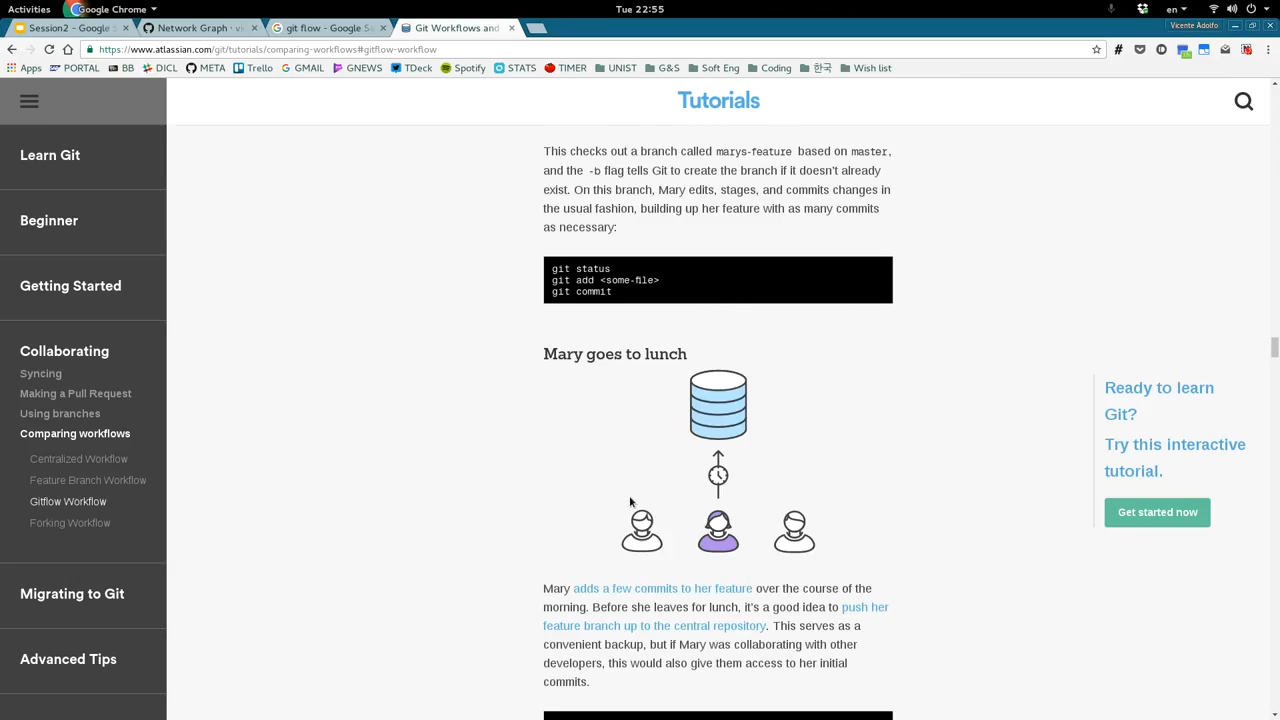 Activities
Google Chrome
Tue 22:55
en
Session2 - Google S
Network Graph · vi
git flow - Google Se
Git Workflows and
Vicente Adolfo
https://www.atlassian.com/git/tutorials/comparing-workflows#gitflow-workflow
Apps
PORTAL
BB
DICL
META
Trello
GMAIL
GNEWS
TDeck
Spotify
STATS
TIMER
UNIST
G&S
Soft Eng
Coding
한국
Wish list
Tutorials
Learn Git
Beginner
Getting Started
Collaborating
Syncing
Making a Pull Request
Using branches
Comparing workflows
Centralized Workflow
Feature Branch Workflow
Gitflow Workflow
Forking Workflow
Migrating to Git
Advanced Tips
This checks out a branch called marys-feature based on master,
and the -b flag tells Git to create the branch if it doesn't already
exist. On this branch, Mary edits, stages, and commits changes in
the usual fashion, building up her feature with as many commits
as necessary:
git status
git add <some-file>
git commit
Mary goes to lunch
Mary adds a few commits to her feature over the course of the
morning. Before she leaves for lunch, it's a good idea to push her
feature branch up to the central repository. This serves as a
convenient backup, but if Mary was collaborating with other
developers, this would also give them access to her initial
commits.
Ready to learn
Git?
Try this interactive
tutorial.
Get started now